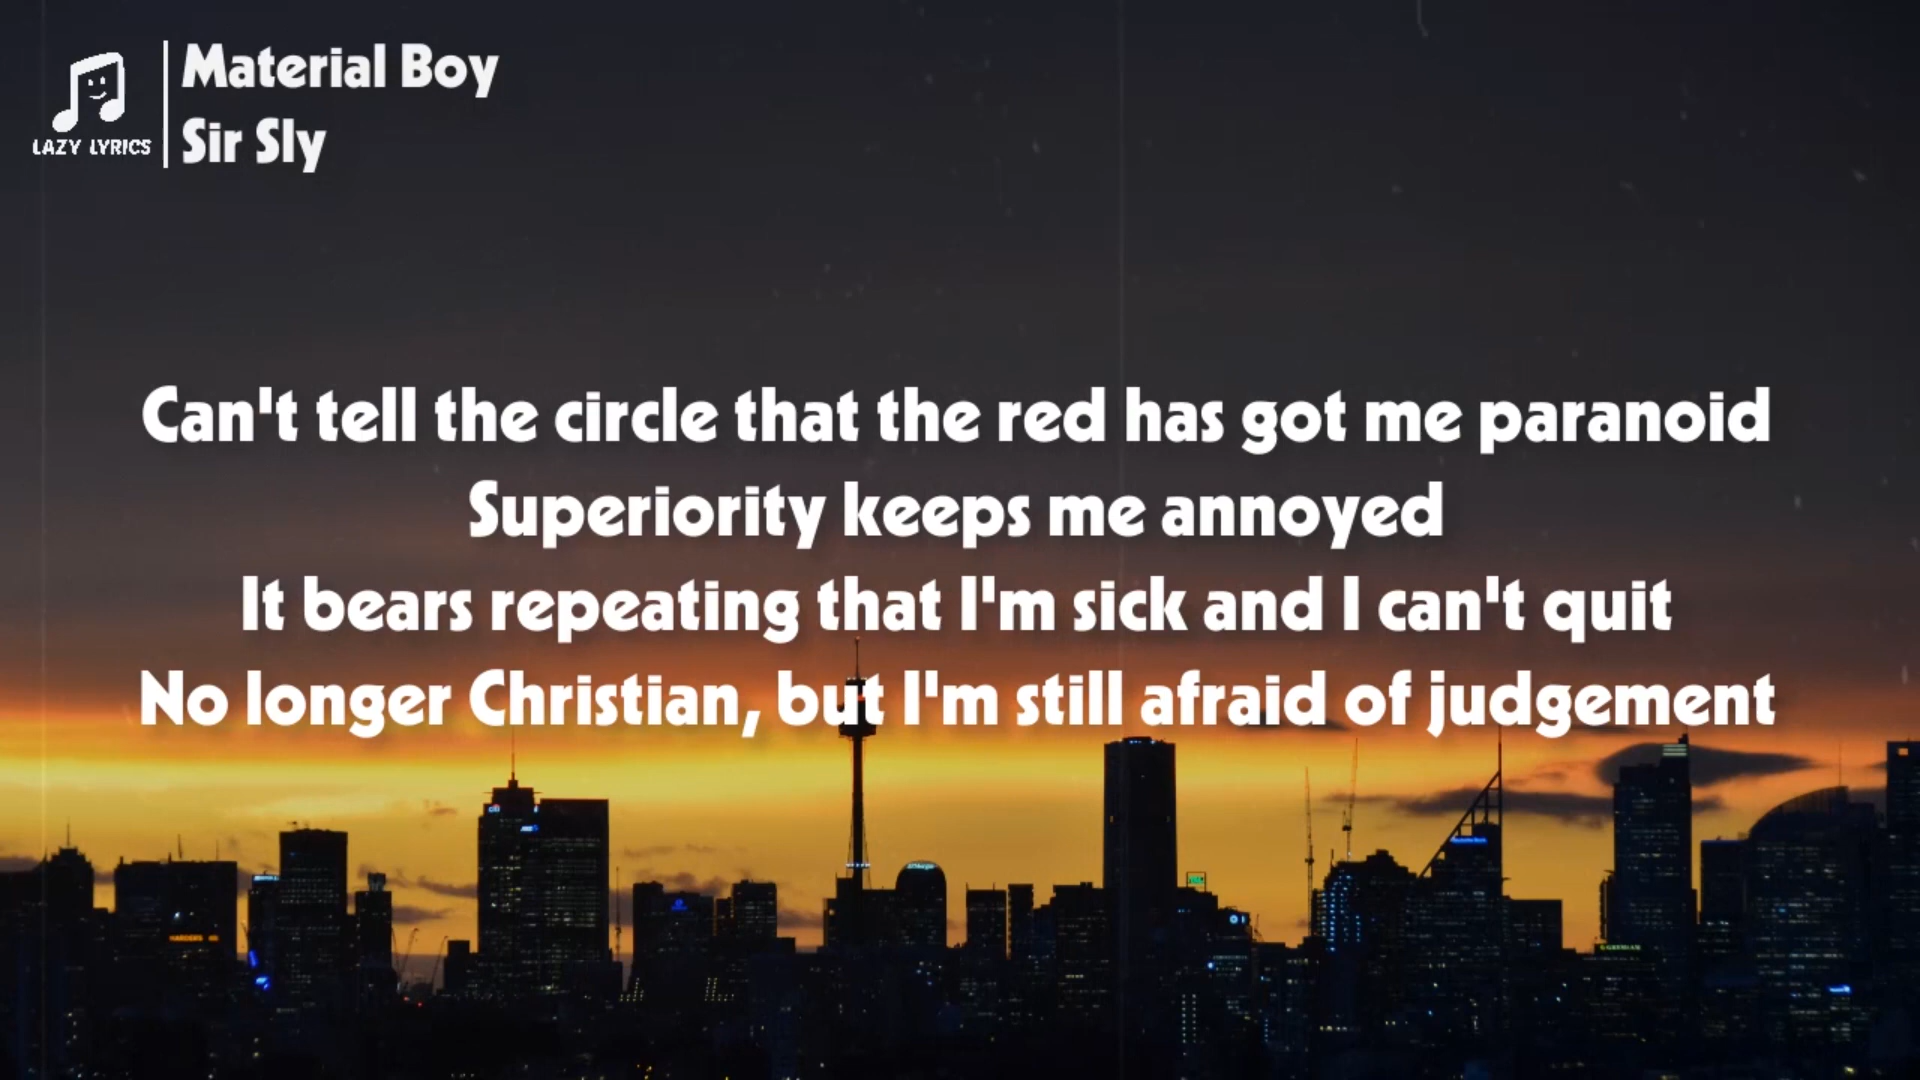 Material Boy
Sir Sly
LAZY LYRICS
Can't tell the circle that the red has got me paranoid
Superiority keeps me annoyed
It bears repeating that I'm sick and I can't quit
No longer Christian, but I'm still afraid of judgement
citi